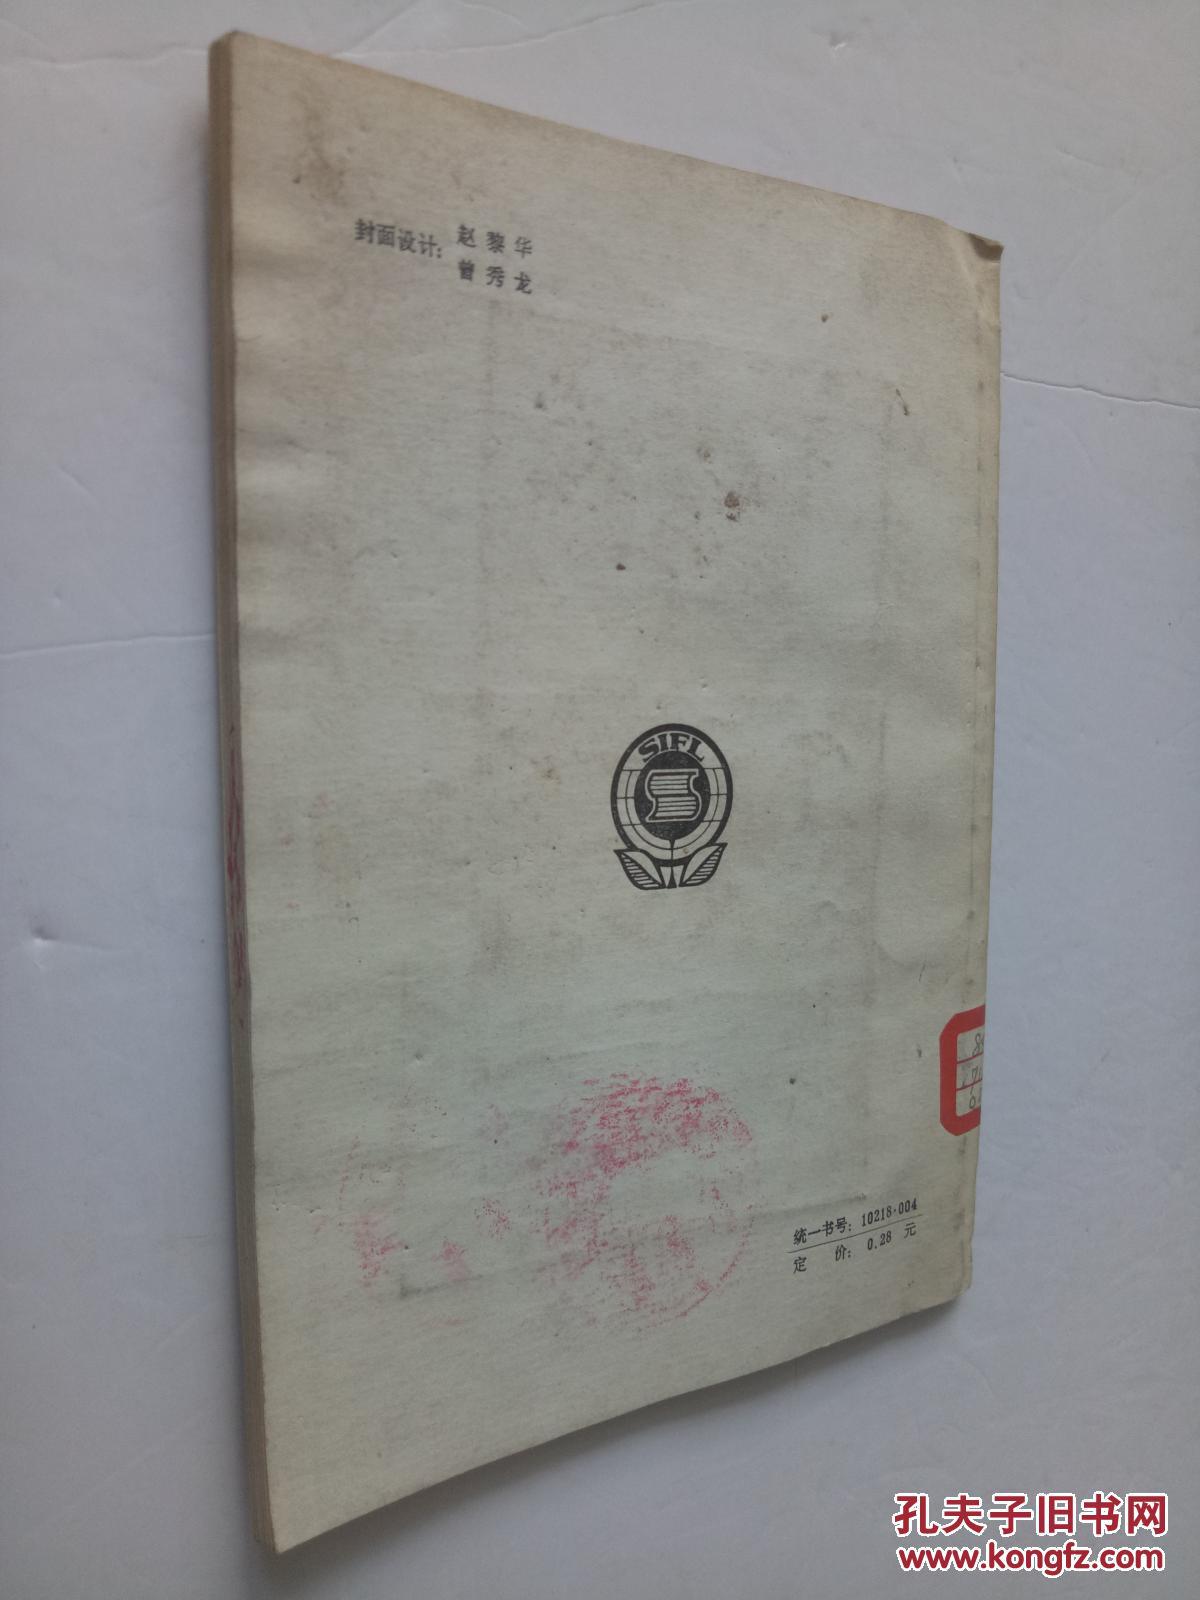 封面设计：赵黎华
曾秀龙
SIFL
统一书号：10218·004
定 价：0.28 元
孔夫子旧书网
www.kongfz.com